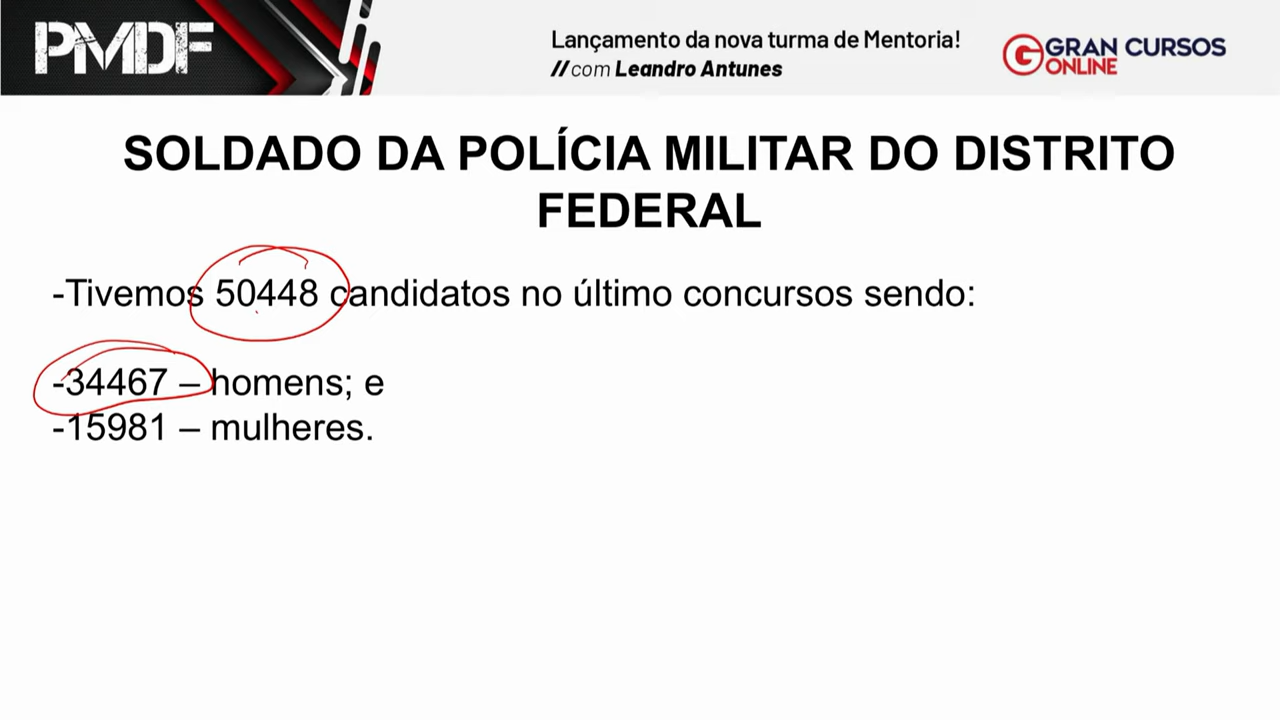 PMDF
Lançamento da nova turma de Mentoria!
// com Leandro Antunes
GRAN CURSOS
ONLINE
SOLDADO DA POLÍCIA MILITAR DO DISTRITO
FEDERAL
-Tivemos 50448 candidatos no último concursos sendo:
-34467 – homens; e
-15981 – mulheres.